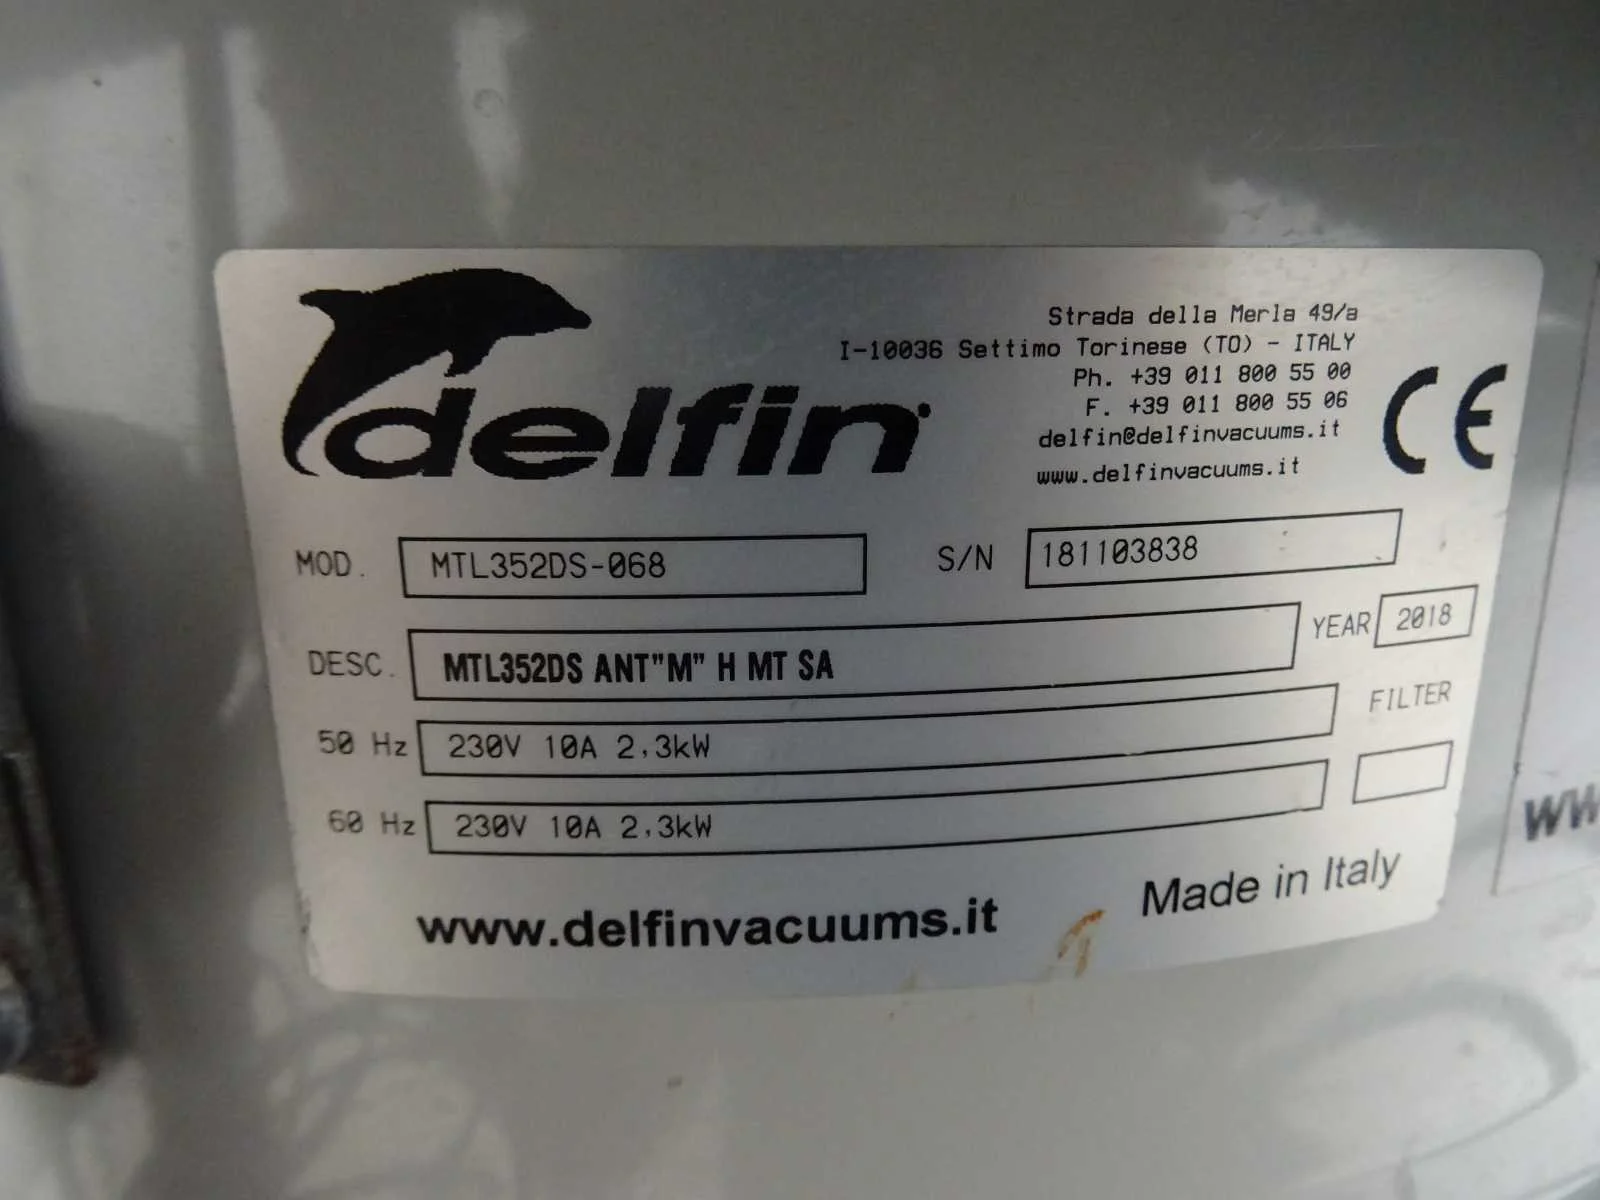 delfin
Strada della Merla 49/a
I-10036 Settimo Torinese (TO) - ITALY
Ph. +39 011 800 55 00
F. +39 011 800 55 06
delfin@delfinvacuums.it
www.delfinvacuums.it
CE
MOD. MTL352DS-068 S/N 181103838
DESC. MTL352DS ANT"M" H MT SA YEAR 2018
50 Hz 230V 10A 2,3kW FILTER
60 Hz 230V 10A 2,3kW
www.delfinvacuums.it Made in Italy